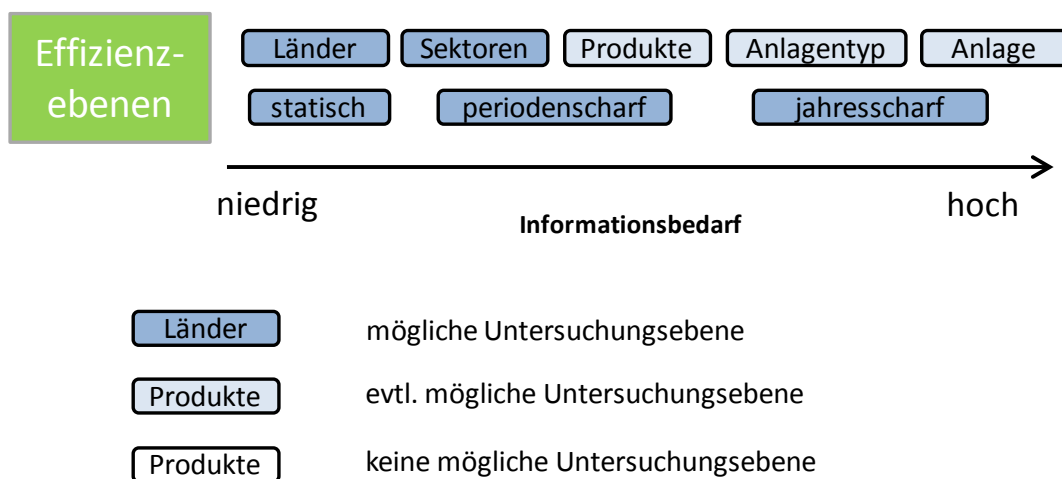 Effizienz-
ebenen
Länder Sektoren Produkte Anlagentyp Anlage
statisch periodenscharf jahresscharf
niedrig hoch
Informationsbedarf
Länder mögliche Untersuchungsebene
Produkte evtl. mögliche Untersuchungsebene
Produkte keine mögliche Untersuchungsebene